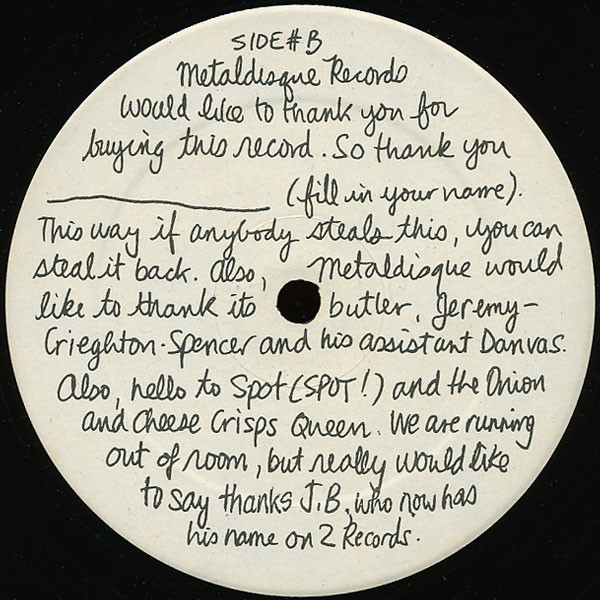 SIDE#B
Metaldisque Records
would like to thank you for
buying this record. So thank you
____________ (fill in your name).
This way if anybody steals this, you can
steal it back. Also, Metaldisque would
like to thank its butler, Jeremy-
Crieghton-Spencer and his assistant Danvas.
Also, hello to Spot (SPOT!) and the Onion
and Cheese Crisps Queen. We are running
out of room, but really would like
to say thanks J.B, who now has
his name on 2 Records.